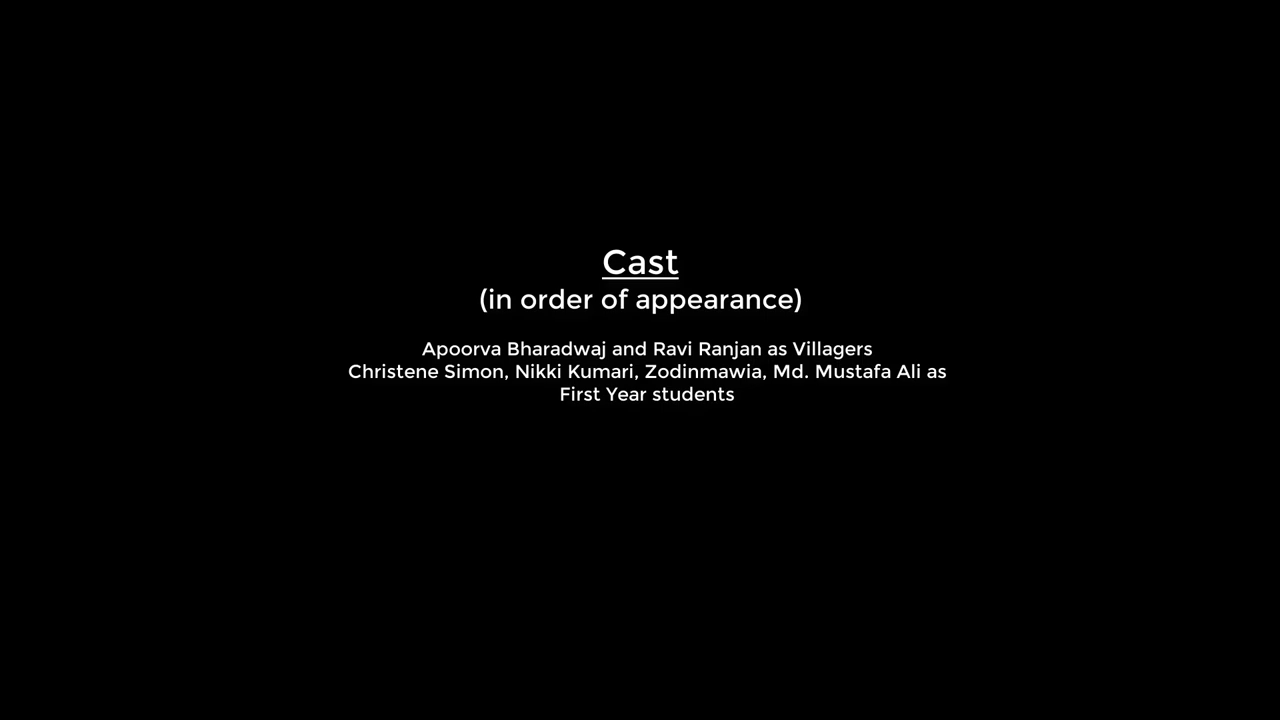 Cast
(in order of appearance)
Apoorva Bharadwaj and Ravi Ranjan as Villagers
Christene Simon, Nikki Kumari, Zodinmawia, Md. Mustafa Ali as
First Year students